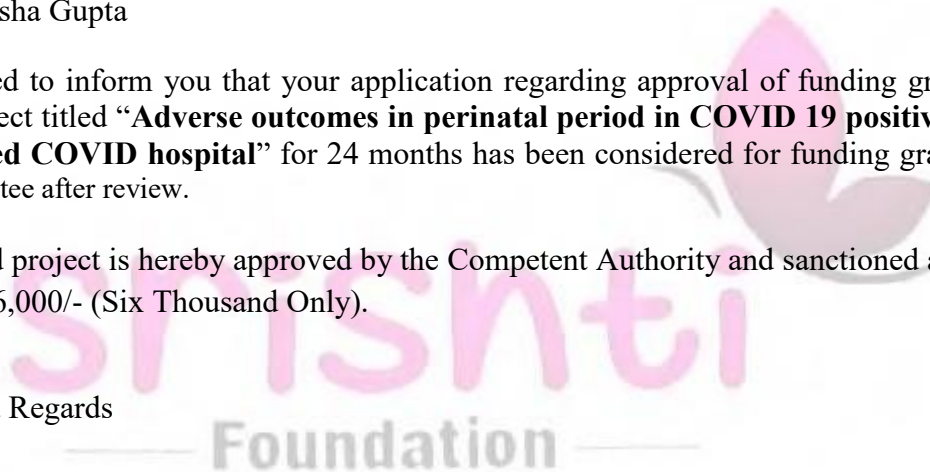 sha Gupta
ed to inform you that your application regarding approval of funding gr
ect titled “Adverse outcomes in perinatal period in COVID 19 positiv
ed COVID hospital” for 24 months has been considered for funding gra
tee after review.
d project is hereby approved by the Competent Authority and sanctioned a
6,000/- (Six Thousand Only).
srishti
Regards
Foundation